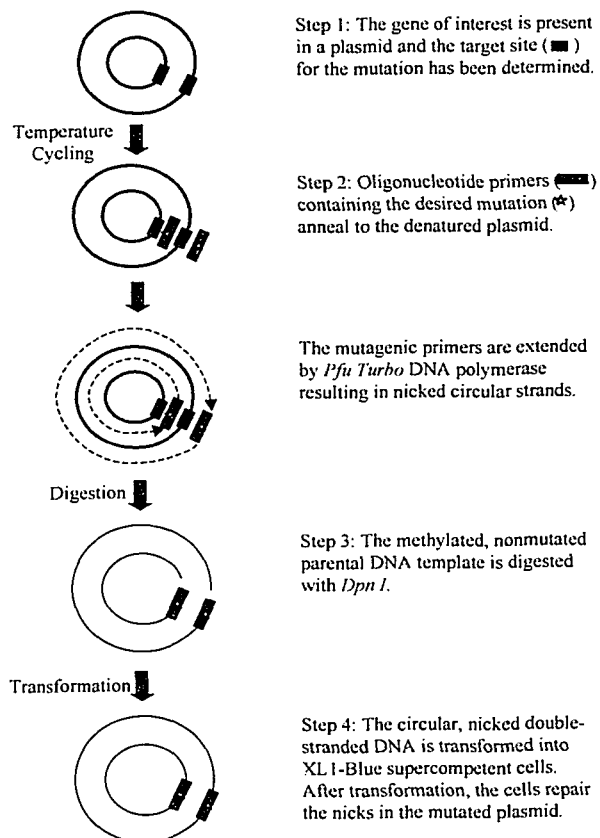 Step 1: The gene of interest is present
in a plasmid and the target site ( )
for the mutation has been determined.
Temperature
Cycling
Step 2: Oligonucleotide primers ( )
containing the desired mutation (☆)
anneal to the denatured plasmid.
The mutagenic primers are extended
by Pfu Turbo DNA polymerase
resulting in nicked circular strands.
Digestion
Step 3: The methylated, nonmutated
parental DNA template is digested
with Dpn I.
Transformation
Step 4: The circular, nicked double-
stranded DNA is transformed into
XL1-Blue supercompetent cells.
After transformation, the cells repair
the nicks in the mutated plasmid.